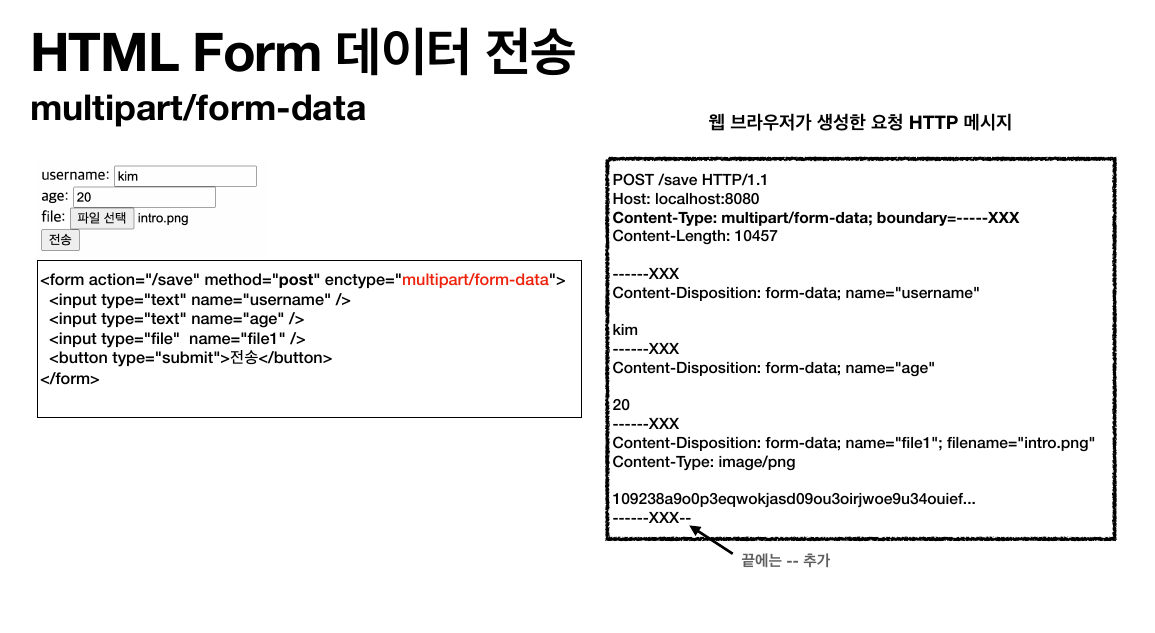 HTML Form 데이터 전송
multipart/form-data
username: kim
age: 20
file: 파일 선택 intro.png
전송
<form action="/save" method="post" enctype="multipart/form-data">
  <input type="text" name="username" />
  <input type="text" name="age" />
  <input type="file"  name="file1" />
  <button type="submit">전송</button>
</form>
웹 브라우저가 생성한 요청 HTTP 메시지
POST /save HTTP/1.1
Host: localhost:8080
Content-Type: multipart/form-data; boundary=-----XXX
Content-Length: 10457

------XXX
Content-Disposition: form-data; name="username"

kim
------XXX
Content-Disposition: form-data; name="age"

20
------XXX
Content-Disposition: form-data; name="file1"; filename="intro.png"
Content-Type: image/png

109238a9o0p3eqwokjasd09ou3oirjwoe9u34ouief...
------XXX--
끝에는 -- 추가